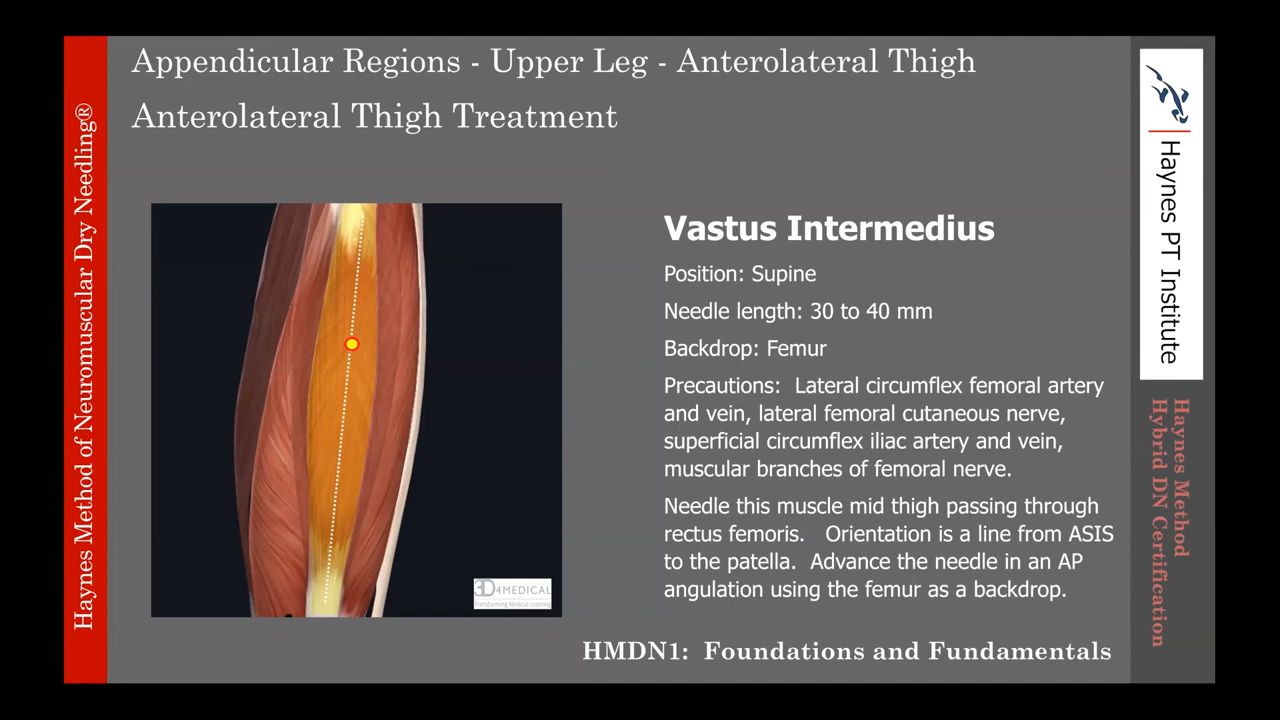 Appendicular Regions - Upper Leg - Anterolateral Thigh
Anterolateral Thigh Treatment
Haynes Method of Neuromuscular Dry Needling®
Vastus Intermedius
Position: Supine
Needle length: 30 to 40 mm
Backdrop: Femur
Precautions: Lateral circumflex femoral artery
and vein, lateral femoral cutaneous nerve,
superficial circumflex iliac artery and vein,
muscular branches of femoral nerve.
Needle this muscle mid thigh passing through
rectus femoris. Orientation is a line from ASIS
to the patella. Advance the needle in an AP
angulation using the femur as a backdrop.
3D4MEDICAL
Transforming Medical Learning
HMDN1: Foundations and Fundamentals
Haynes PT Institute
Haynes Method
Hybrid DN Certification